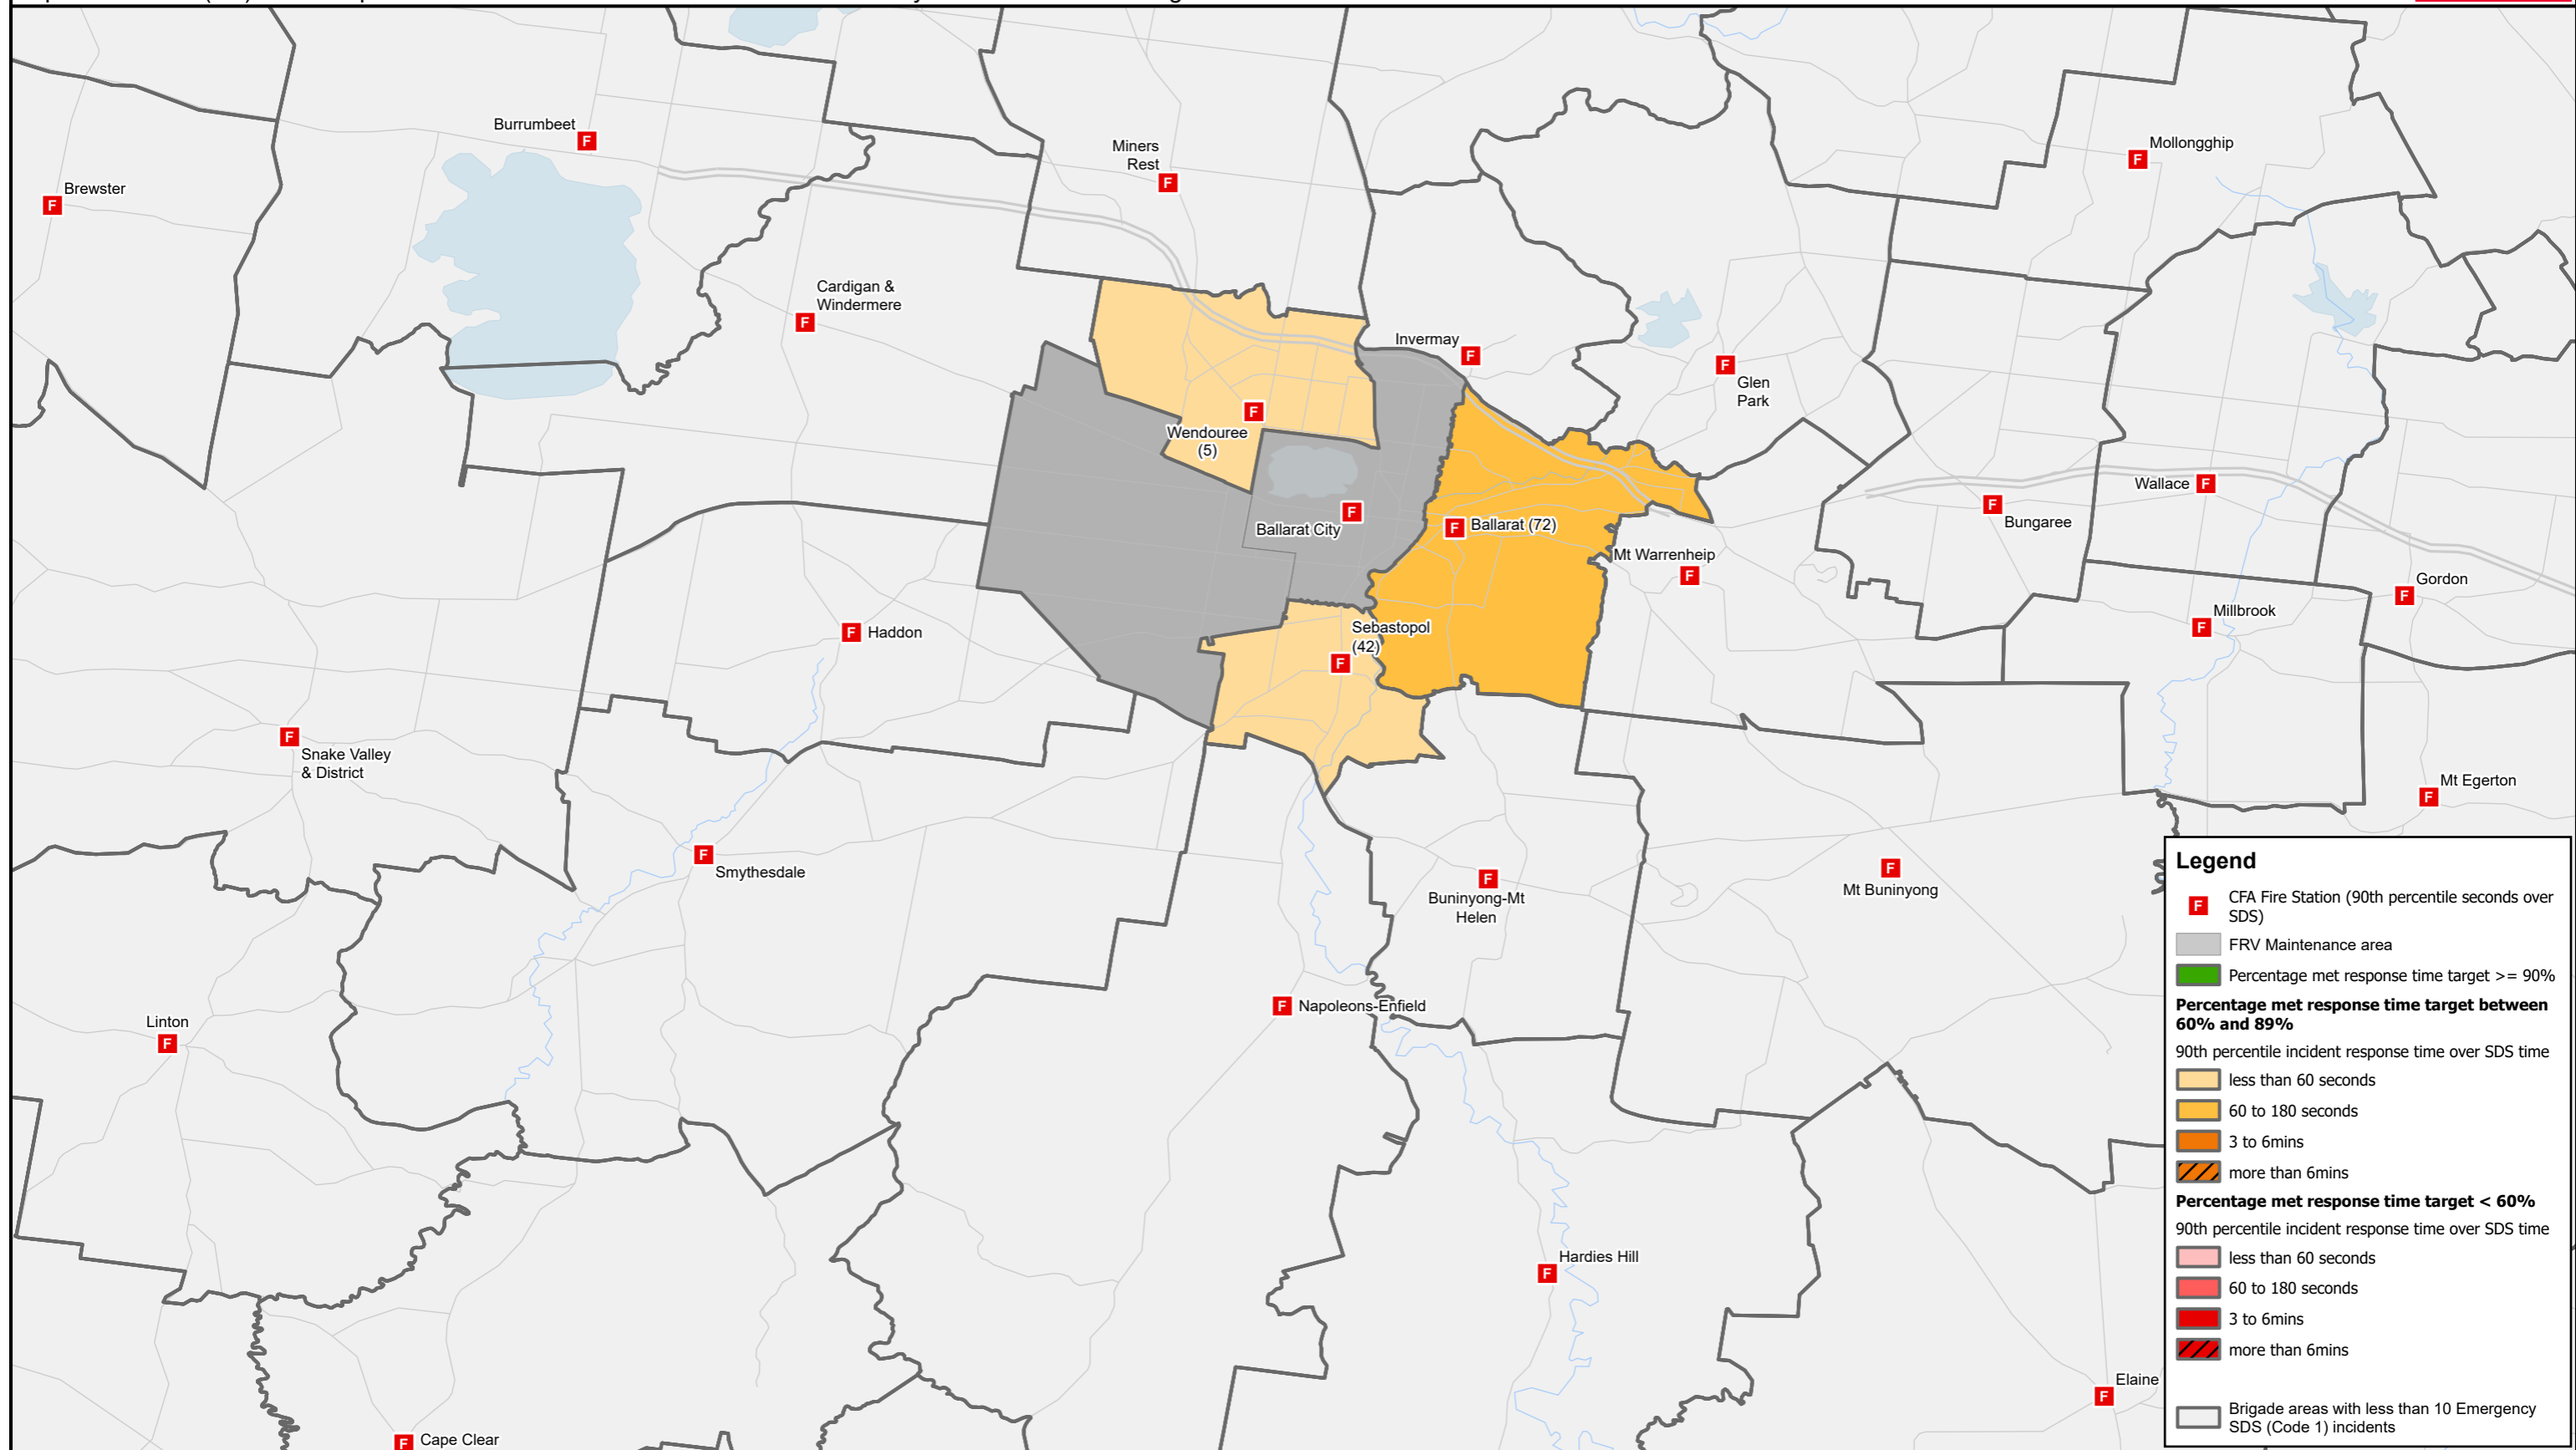 Burrumbeet
Brewster
Miners
Rest
Mollongghip
Cardigan &
Windermere
Invermay
Glen
Park
Wendouree
(5)
Ballarat City
Ballarat (72)
Wallace
Bungaree
Mt Warrenheip
Gordon
Millbrook
Haddon
Sebastopol
(42)
Snake Valley
& District
Mt Egerton
Smythesdale
Buninyong-Mt
Helen
Mt Buninyong
Napoleons-Enfield
Linton
Hardies Hill
Elaine
Cape Clear
Legend
F CFA Fire Station (90th percentile seconds over
SDS)
FRV Maintenance area
Percentage met response time target >= 90%
Percentage met response time target between
60% and 89%
90th percentile incident response time over SDS time
less than 60 seconds
60 to 180 seconds
3 to 6mins
more than 6mins
Percentage met response time target < 60%
90th percentile incident response time over SDS time
less than 60 seconds
60 to 180 seconds
3 to 6mins
more than 6mins
Brigade areas with less than 10 Emergency
SDS (Code 1) incidents